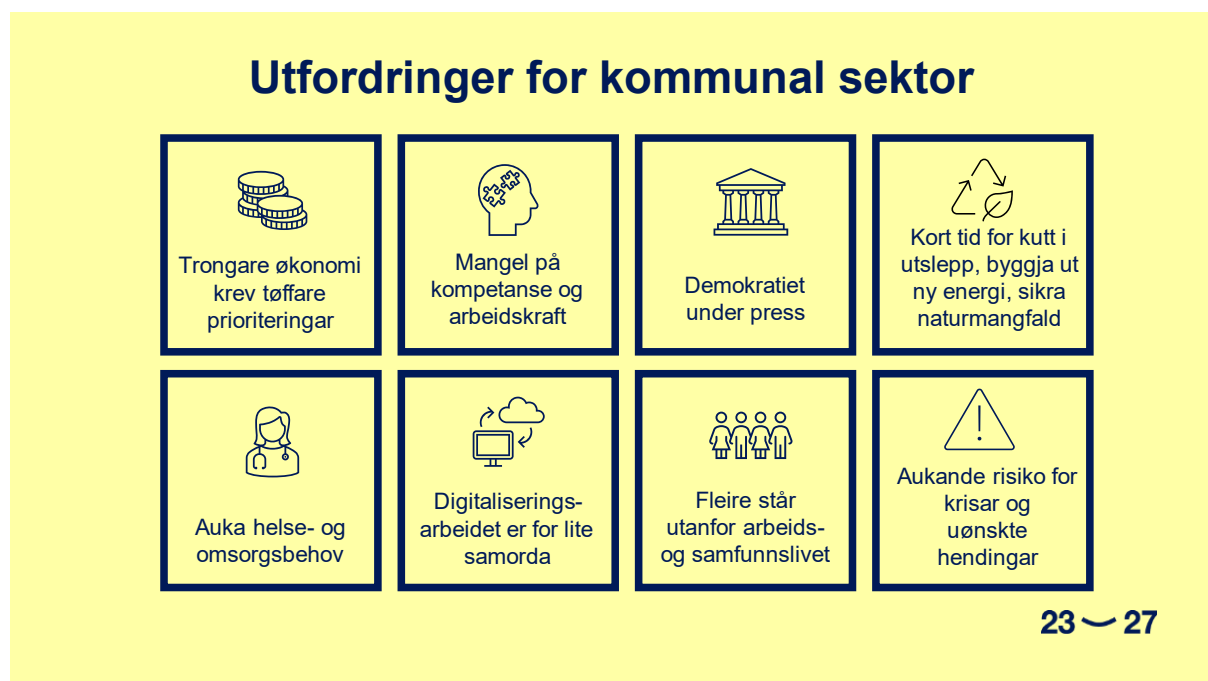 Utfordringer for kommunal sektor
Trongare økonomi
krev tøffare
prioriteringar
Mangel på
kompetanse og
arbeidskraft
Demokratiet
under press
Kort tid for kutt i
utslepp, byggja ut
ny energi, sikra
naturmangfald
Auka helse- og
omsorgsbehov
Digitaliserings-
arbeidet er for lite
samorda
Fleire står
utanfor arbeids-
og samfunnslivet
Aukande risiko for
krisar og
uønskte
hendingar
23 27